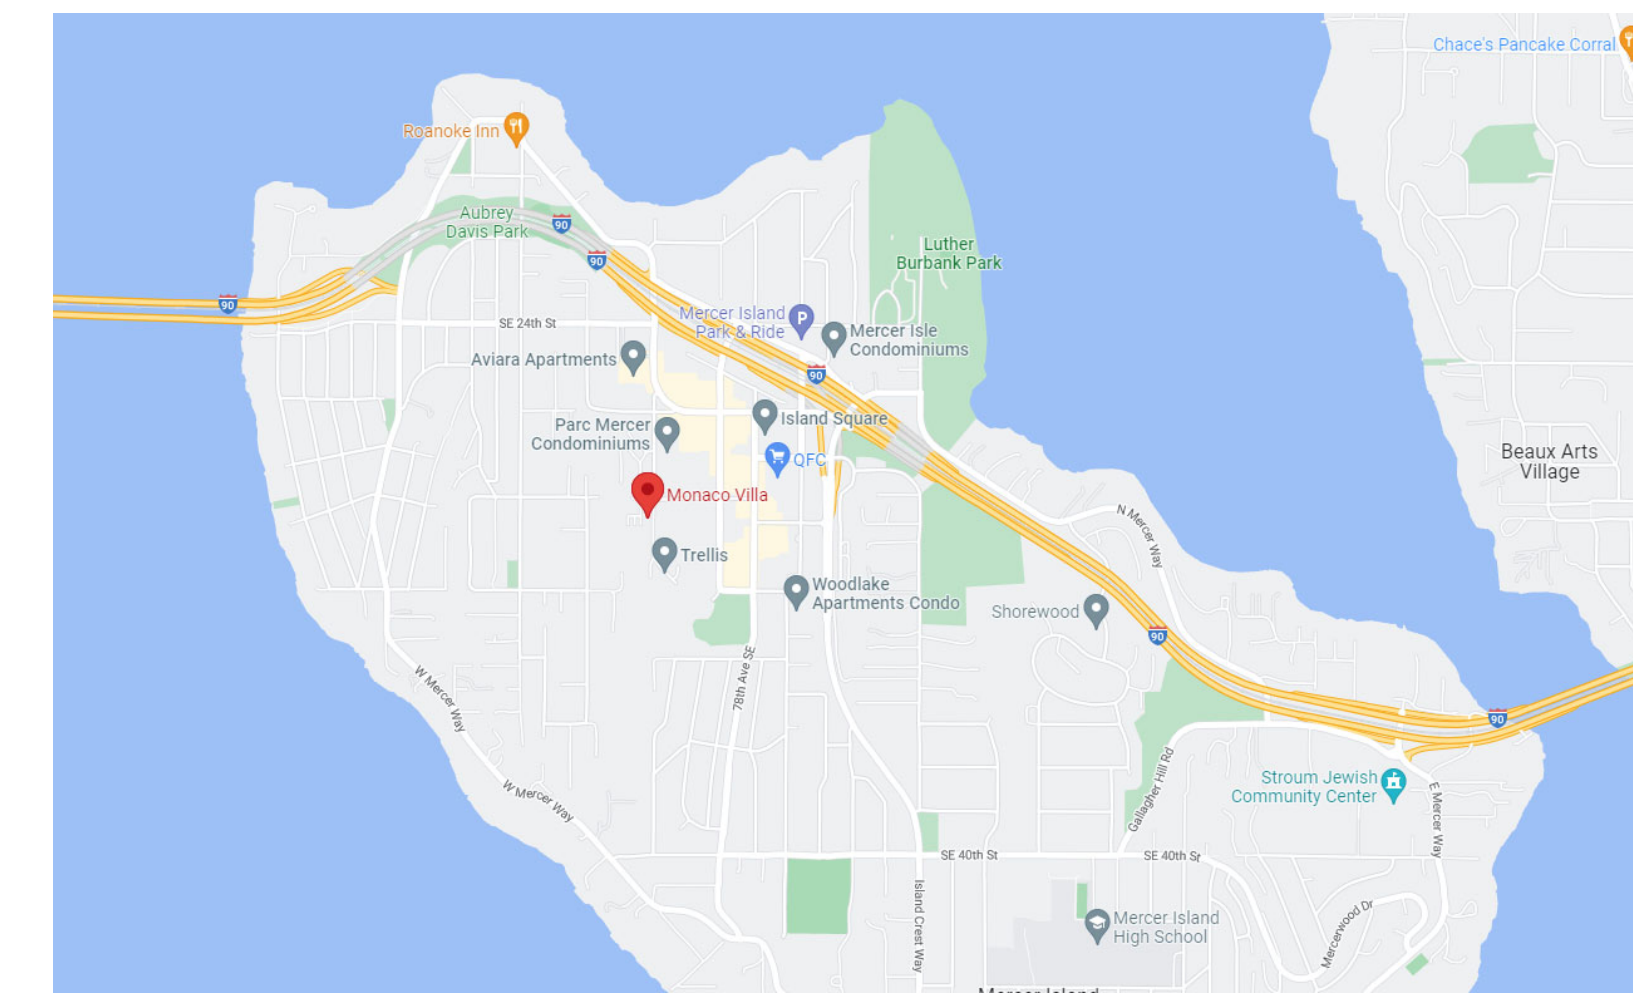 Chace's Pancake Corral
Roanoke Inn
Aubrey
Davis Park
90
90
90
Luther
Burbank Park
Mercer Island
Park & Ride
P
Mercer Isle
Condominiums
SE 24th St
Aviara Apartments
90
Island Square
Parc Mercer
Condominiums
QFC
Beaux Arts
Village
Monaco Villa
N Mercer Way
Trellis
Woodlake
Apartments Condo
Shorewood
90
78th Ave SE
W Mercer Way
90
Gallagher Hill Rd
Stroum Jewish
Community Center
E Mercer Way
W Mercer Way
SE 40th St
SE 40th St
Island Crest Way
Mercer Island
High School
Mercerwood Dr
Mercer Island